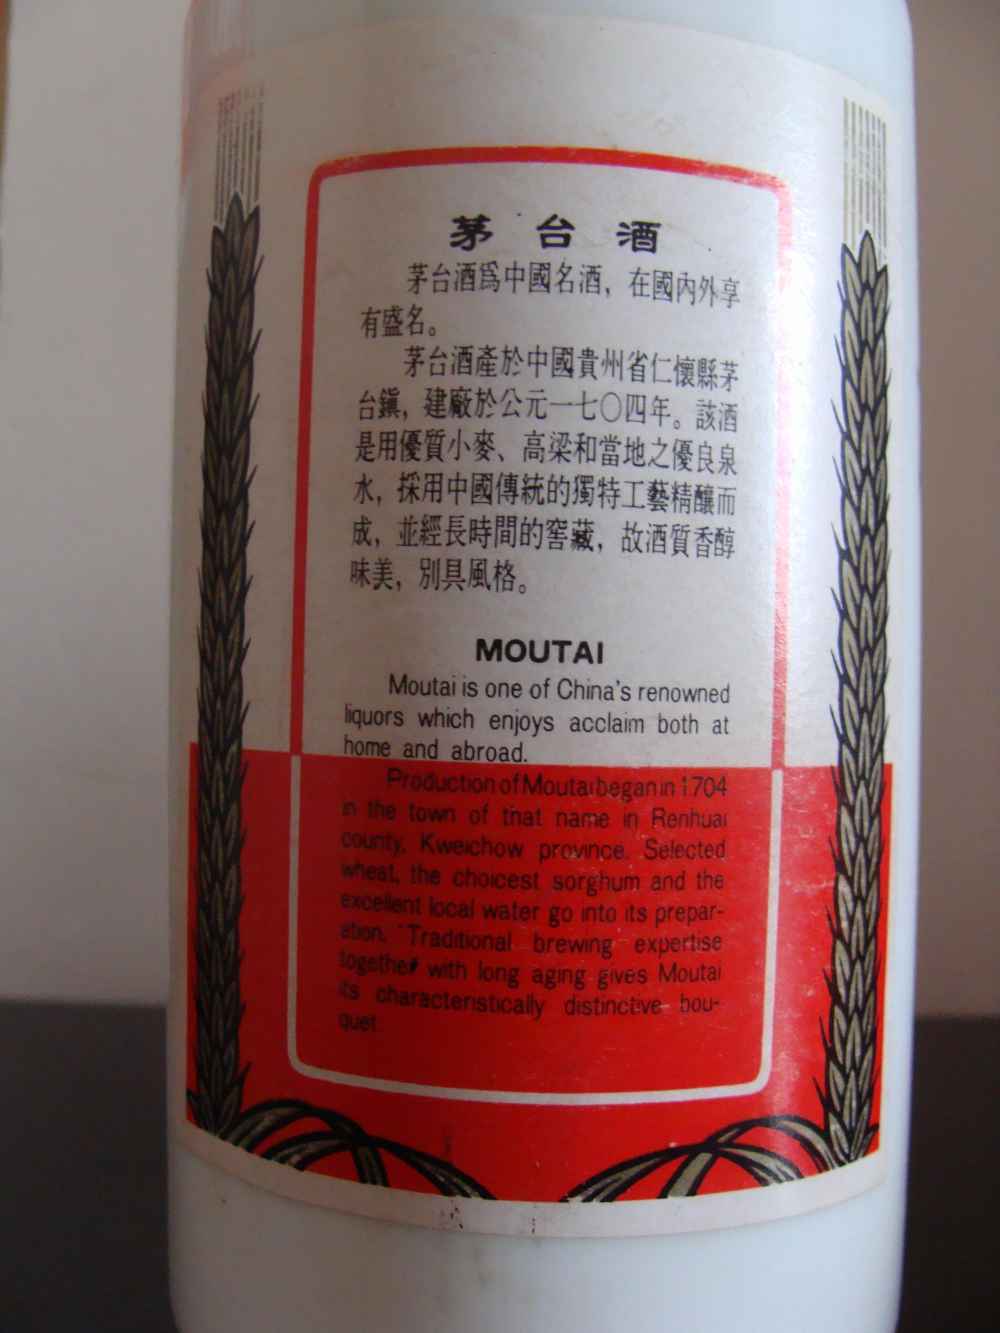 茅台酒
茅台酒爲中國名酒，在國內外享
有盛名。
茅台酒產於中國貴州省仁懷縣茅
台鎮，建廠於公元一七〇四年。該酒
是用優質小麥、高梁和當地之優良泉
水，採用中國傳統的獨特工藝精釀而
成，並經長時間的窖藏，故酒質香醇
味美，別具風格。
MOUTAI
Moutai is one of China's renowned
liquors which enjoys acclaim both at
home and abroad.
Production of Moutai began in 1704
in the town of that name in Renhuai
county, Kweichow province. Selected
wheat, the choicest sorghum and the
excellent local water go into its prepar-
ation. Traditional brewing expertise
together with long aging gives Moutai
its characteristically distinctive bou-
quet.